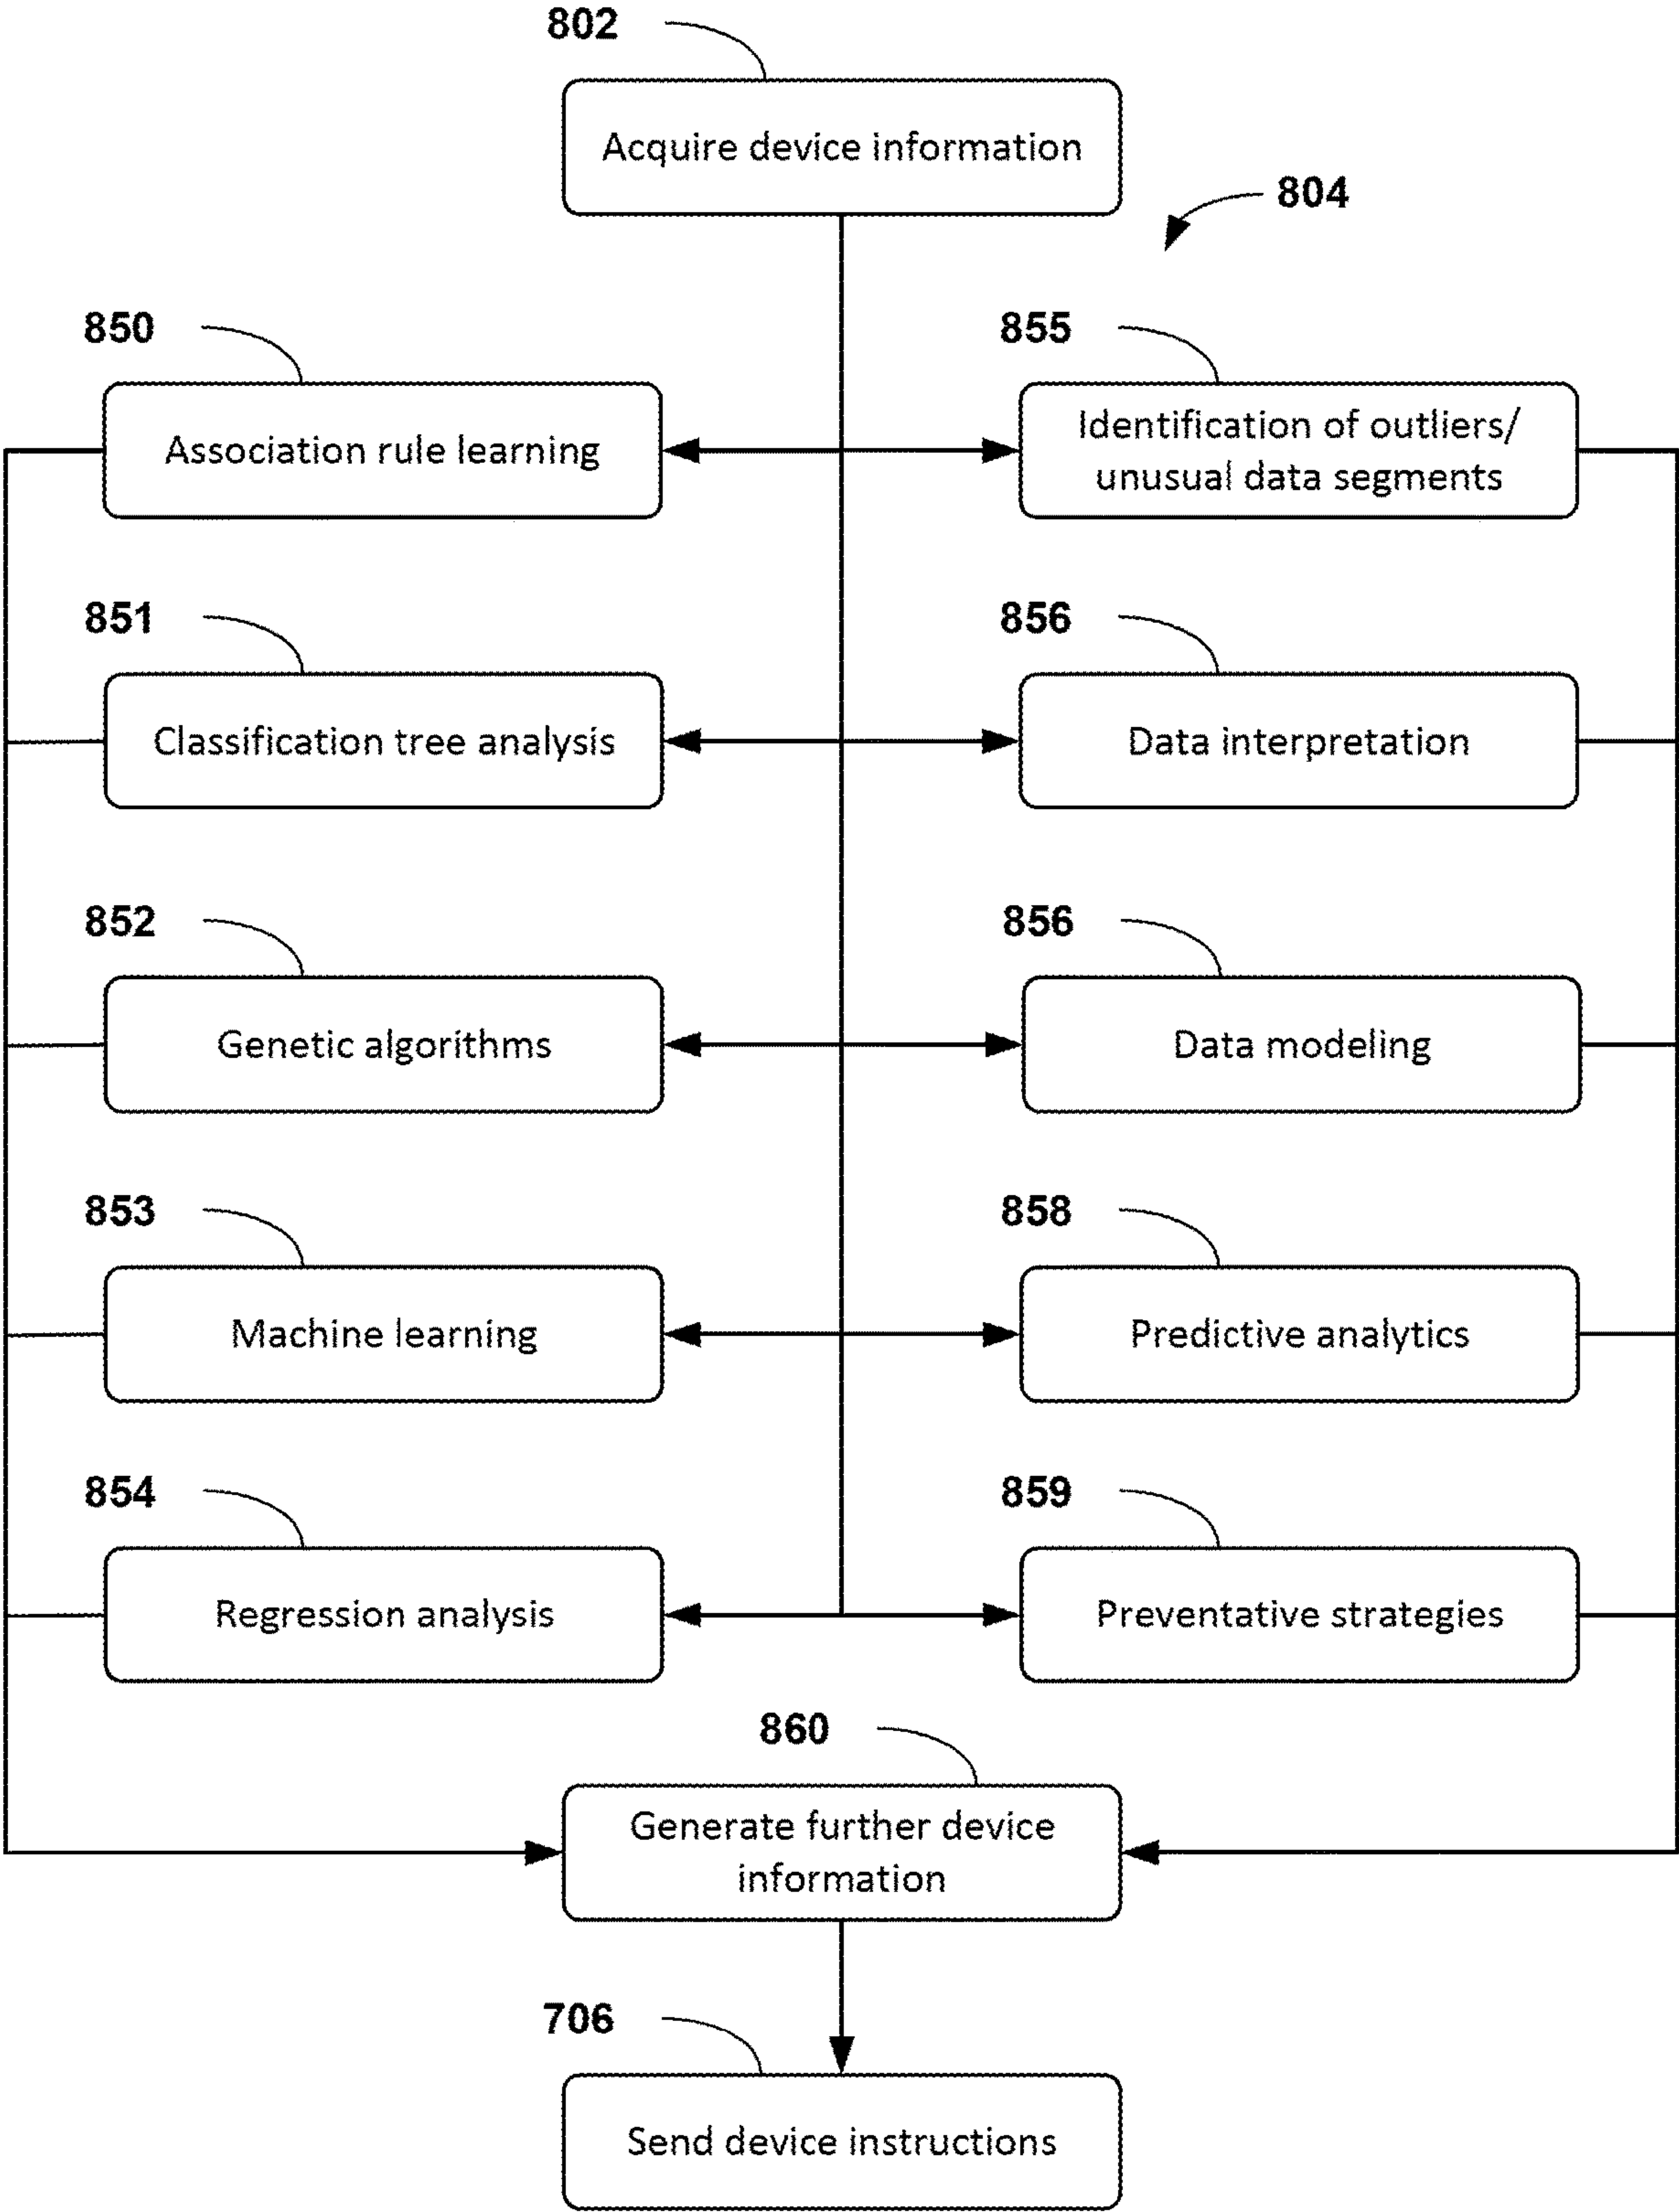 802
Acquire device information
804
850
Association rule learning
855
Identification of outliers/
unusual data segments
851
Classification tree analysis
856
Data interpretation
852
Genetic algorithms
856
Data modeling
853
Machine learning
858
Predictive analytics
854
Regression analysis
859
Preventative strategies
860
Generate further device
information
706
Send device instructions